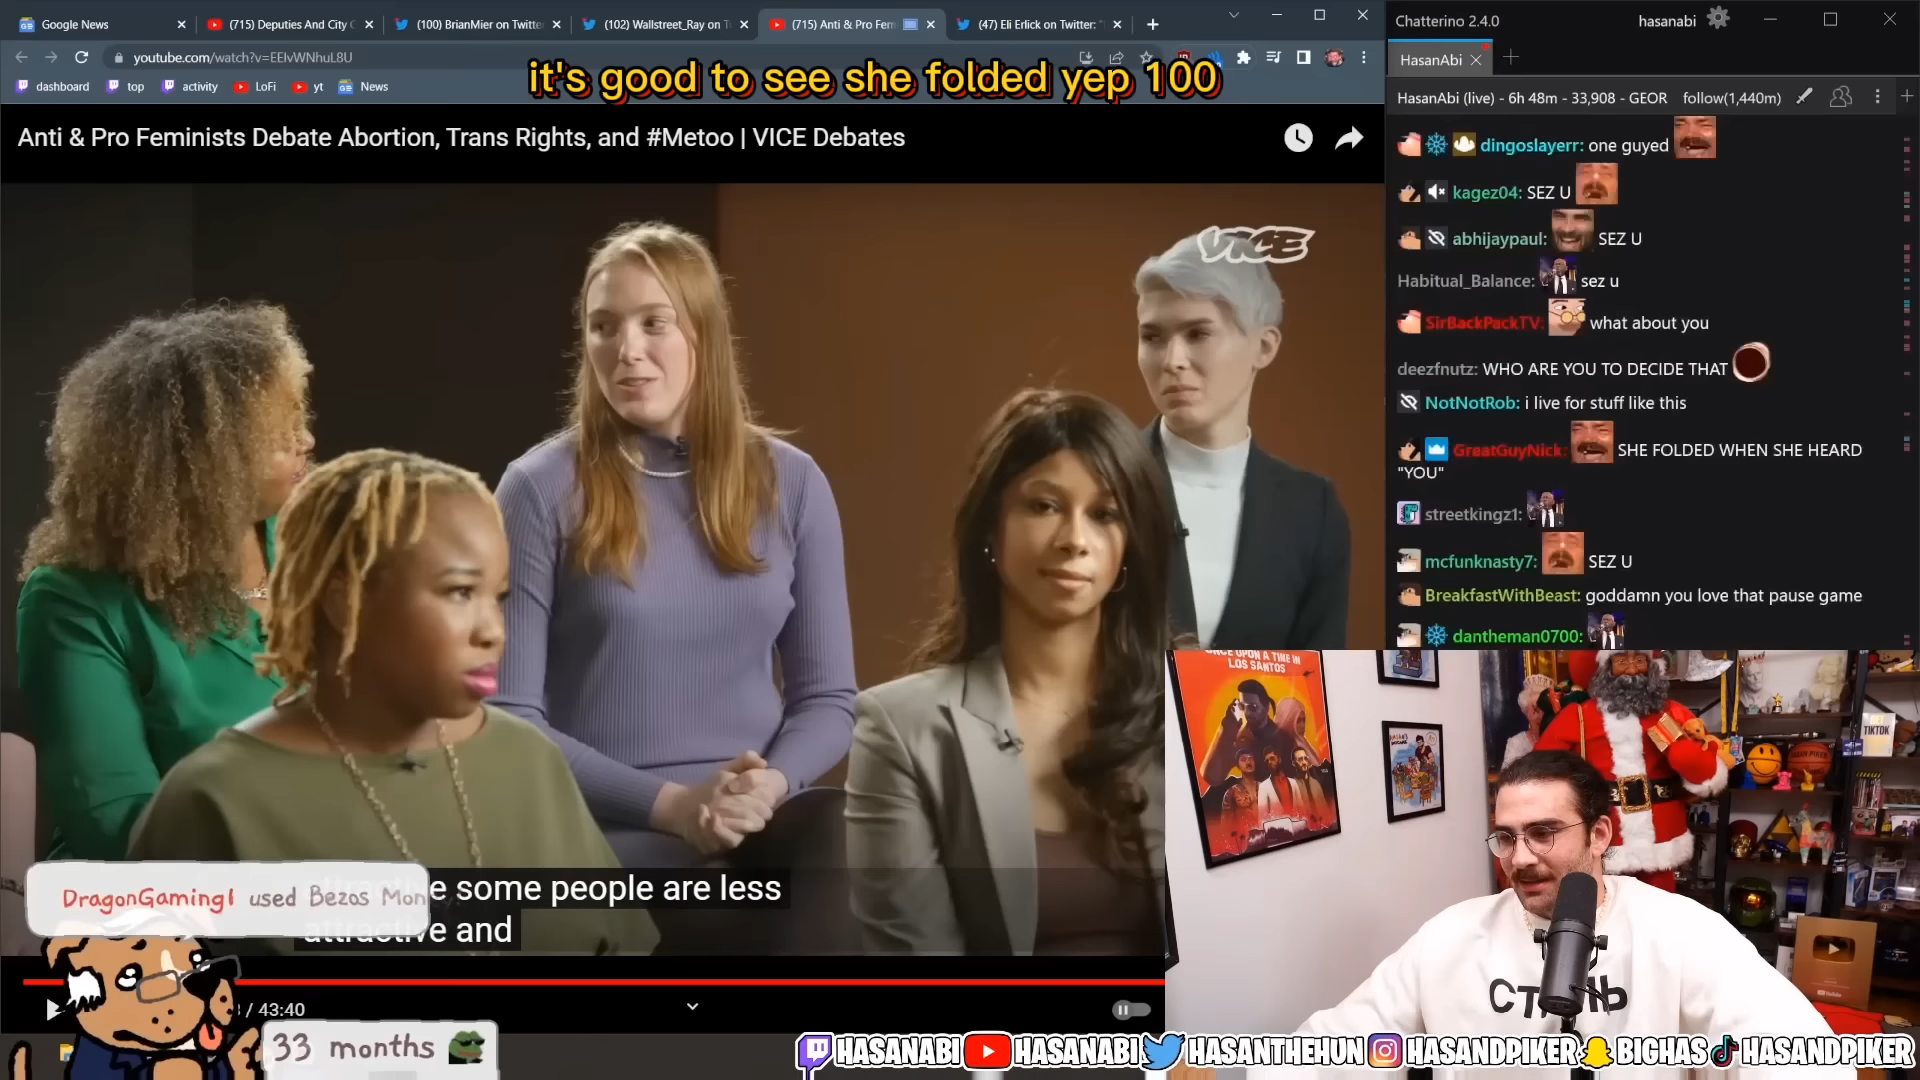 Google News
(715) Deputies And City C
(100) BrianMier on Twitte
(102) Wallstreet_Ray on T
(715) Anti & Pro Fem
(47) Eli Erlick on Twitter: "
youtube.com/watch?v=EEIvWNhuL8U
dashboard
top
activity
LoFi
yt
News
it's good to see she folded yep 100
Anti & Pro Feminists Debate Abortion, Trans Rights, and #Metoo | VICE Debates
VICE
some people are less
attractive and
DragonGaming1 used Bezos Mon
/ 43:40
33 months
Chatterino 2.4.0
hasanabi
HasanAbi
HasanAbi (live) - 6h 48m - 33,908 - GEOR
follow(1,440m)
dingoslayerr: one guyed
kagez04: SEZ U
abhijaypaul: SEZ U
Habitual_Balance: sez u
SirBackPackTV: what about you
deezfnutz: WHO ARE YOU TO DECIDE THAT
NotNotRob: i live for stuff like this
GreatGuyNick: SHE FOLDED WHEN SHE HEARD
"YOU"
streetkingz1:
mcfunknasty7: SEZ U
BreakfastWithBeast: goddamn you love that pause game
dantheman0700:
ONCE UPON A TIME IN
LOS SANTOS
TIKTOK
HASANABI
HASANABI
HASANTHEHUN
HASANDPIKER
BIGHAS
HASANDPIKER